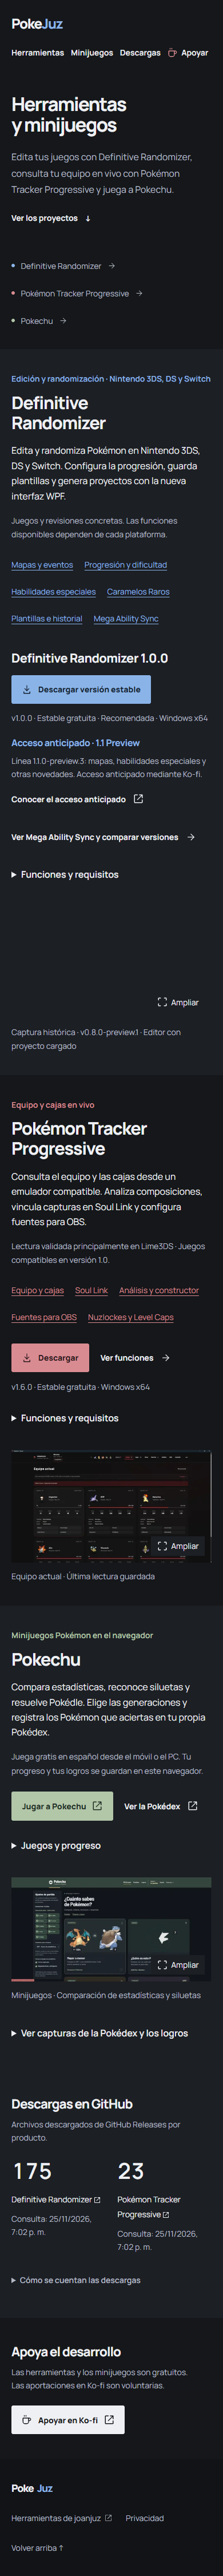 PokeJuz
Herramientas Minijuegos Descargas Apoyar
Herramientas
y minijuegos
Edita tus juegos con Definitive Randomizer,
consulta tu equipo en vivo con Pokémon
Tracker Progressive y juega a Pokechu.
Ver los proyectos ↓
Definitive Randomizer →
Pokémon Tracker Progressive →
Pokechu →
Edición y randomización · Nintendo 3DS, DS y Switch
Definitive
Randomizer
Edita y randomiza Pokémon en Nintendo 3DS,
DS y Switch. Configura la progresión, guarda
plantillas y genera proyectos con la nueva
interfaz WPF.
Juegos y revisiones concretas. Las funciones
disponibles dependen de cada plataforma.
Mapas y eventos Progresión y dificultad
Habilidades especiales Caramelos Raros
Plantillas e historial Mega Ability Sync
Definitive Randomizer 1.0.0
Descargar versión estable
v1.0.0 · Estable gratuita · Recomendada · Windows x64
Acceso anticipado · 1.1 Preview
Línea 1.1.0-preview.3: mapas, habilidades especiales y
otras novedades. Acceso anticipado mediante Ko-fi.
Conocer el acceso anticipado
Ver Mega Ability Sync y comparar versiones →
▶ Funciones y requisitos
Ampliar
Captura histórica · v0.8.0-preview.1 · Editor con
proyecto cargado
Equipo y cajas en vivo
Pokémon Tracker
Progressive
Consulta el equipo y las cajas desde un
emulador compatible. Analiza composiciones,
vincula capturas en Soul Link y configura
fuentes para OBS.
Lectura validada principalmente en Lime3DS · Juegos
compatibles en versión 1.0.
Equipo y cajas Soul Link Análisis y constructor
Fuentes para OBS Nuzlockes y Level Caps
Descargar Ver funciones →
v1.6.0 · Estable gratuita · Windows x64
▶ Funciones y requisitos
Equipo actual
Ampliar
Equipo actual · Última lectura guardada
Minijuegos Pokémon en el navegador
Pokechu
Compara estadísticas, reconoce siluetas y
resuelve Pokédle. Elige las generaciones y
registra los Pokémon que aciertas en tu propia
Pokédex.
Juega gratis en español desde el móvil o el PC. Tu
progreso y tus logros se guardan en este navegador.
Jugar a Pokechu Ver la Pokédex
▶ Juegos y progreso
¿Cuánto sabes
de Pokémon?
Ampliar
Minijuegos · Comparación de estadísticas y siluetas
▶ Ver capturas de la Pokédex y los logros
Descargas en GitHub
Archivos descargados de GitHub Releases por
producto.
175
Definitive Randomizer
Consulta: 25/11/2026,
7:02 p. m.
23
Pokémon Tracker
Progressive
Consulta: 25/11/2026,
7:02 p. m.
▶ Cómo se cuentan las descargas
Apoya el desarrollo
Las herramientas y los minijuegos son gratuitos.
Las aportaciones en Ko-fi son voluntarias.
Apoyar en Ko-fi
Poke Juz
Herramientas de joanjuz Privacidad
Volver arriba ↑